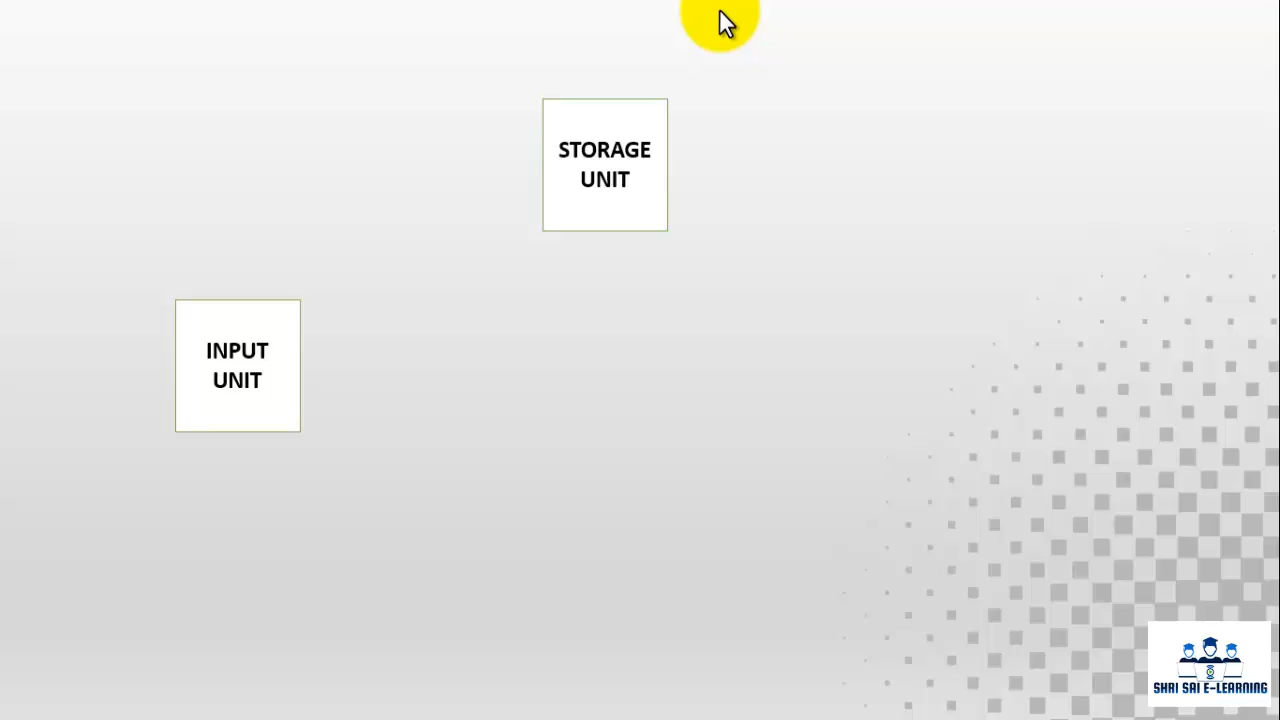 STORAGE
UNIT
INPUT
UNIT
SHRI SAI E-LEARNING